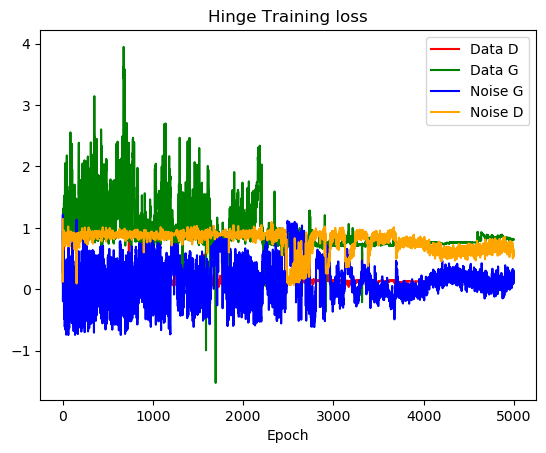 Hinge Training loss
Data D
Data G
Noise G
Noise D
4
3
2
1
0
−1
0 1000 2000 3000 4000 5000
Epoch